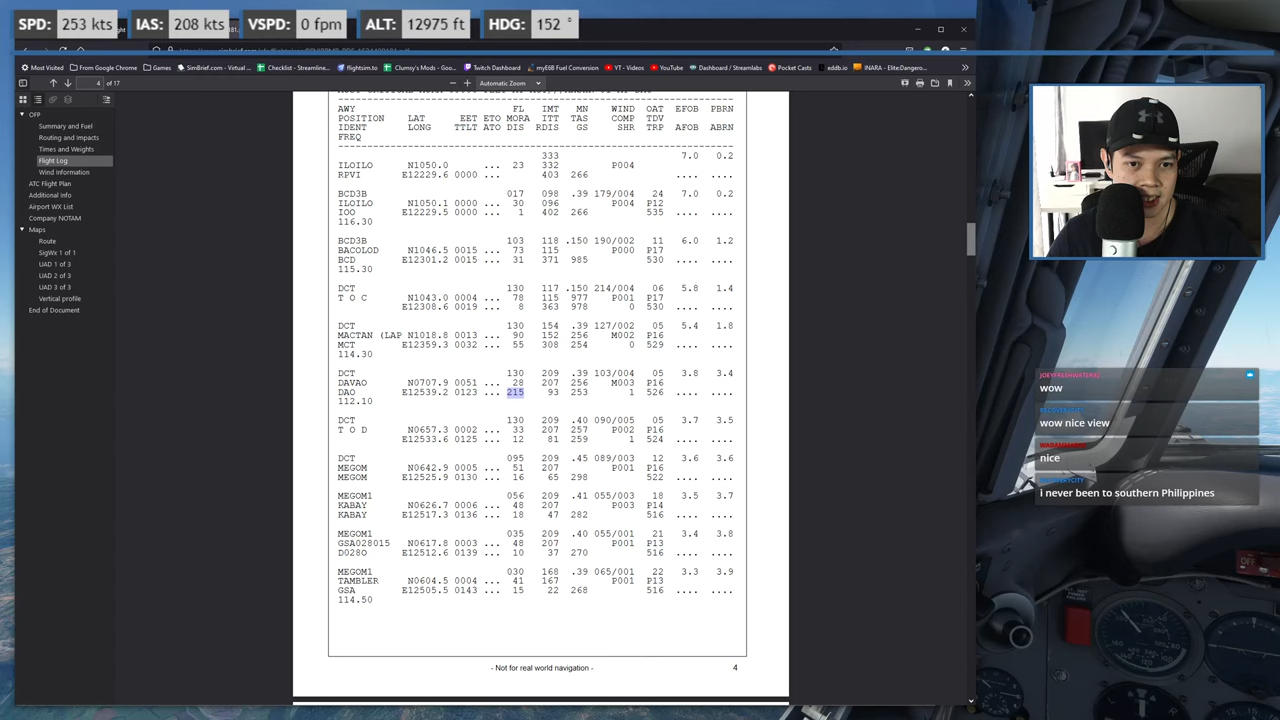 SPD: 253 kts IAS: 208 kts VSPD: 0 fpm ALT: 12975 ft HDG: 152 °
Most Visited From Google Chrome Games SimBrief.com - Virtual ... Checklist - Streamline... flightsim.to Clumsy's Mods - Goo... Twitch Dashboard myE6B Fuel Conversion YT - Videos YouTube Dashboard / Streamlabs Pocket Casts eddb.io INARA - Elite:Dangero...
4 of 17 Automatic Zoom
OFP
Summary and Fuel
Routing and Impacts
Times and Weights
Flight Log
Wind Information
ATC Flight Plan
Additional Info
Airport WX List
Company NOTAM
Maps
Route
SigWx 1 of 1
UAD 1 of 3
UAD 2 of 3
UAD 3 of 3
Vertical profile
End of Document
AWY FL IMT MN WIND OAT EFOB PBRN
POSITION LAT EET ETO MORA ITT TAS COMP TDV
IDENT LONG TTLT ATO DIS RDIS GS SHR TRP AFOB ABRN
FREQ
333 7.0 0.2
ILOILO N1050.0 ... 23 332 P004
RPVI E12229.6 0000 ... 403 266 .... ....
BCD3B 017 098 .39 179/004 24 7.0 0.2
ILOILO N1050.1 0000 ... 30 096 P004 P12
IOO E12229.5 0000 ... 1 402 266 535 .... ....
116.30
BCD3B 103 118 .150 190/002 11 6.0 1.2
BACOLOD N1046.5 0015 ... 73 115 P000 P17
BCD E12301.2 0015 ... 31 371 985 530 .... ....
115.30
DCT 130 117 .150 214/004 06 5.8 1.4
T O C N1043.0 0004 ... 78 115 977 P001 P17
E12308.6 0019 ... 8 363 978 0 530 .... ....
DCT 130 154 .39 127/002 05 5.4 1.8
MACTAN (LAP N1018.8 0013 ... 90 152 256 M002 P16
MCT E12359.3 0032 ... 55 308 254 0 529 .... ....
114.30
DCT 130 209 .39 103/004 05 3.8 3.4
DAVAO N0707.9 0051 ... 28 207 256 M003 P16
DAO E12539.2 0123 ... 215 93 253 1 526 .... ....
112.10
DCT 130 209 .40 090/005 05 3.7 3.5
T O D N0657.3 0002 ... 33 207 257 P002 P16
E12533.6 0125 ... 12 81 259 1 524 .... ....
DCT 095 209 .45 089/003 12 3.6 3.6
MEGOM N0642.9 0005 ... 51 207 P001 P16
MEGOM E12525.9 0130 ... 16 65 298 522 .... ....
MEGOM1 056 209 .41 055/003 18 3.5 3.7
KABAY N0626.7 0006 ... 48 207 P003 P14
KABAY E12517.3 0136 ... 18 47 282 516 .... ....
MEGOM1 035 209 .40 055/001 21 3.4 3.8
GSA028015 N0617.8 0003 ... 48 207 P001 P13
D028O E12512.6 0139 ... 10 37 270 516 .... ....
MEGOM1 030 168 .39 065/001 22 3.3 3.9
TAMBLER N0604.5 0004 ... 41 167 P001 P13
GSA E12505.5 0143 ... 15 22 268 516 .... ....
114.50
- Not for real world navigation - 4
wow
wow nice view
nice
i never been to southern Philippines